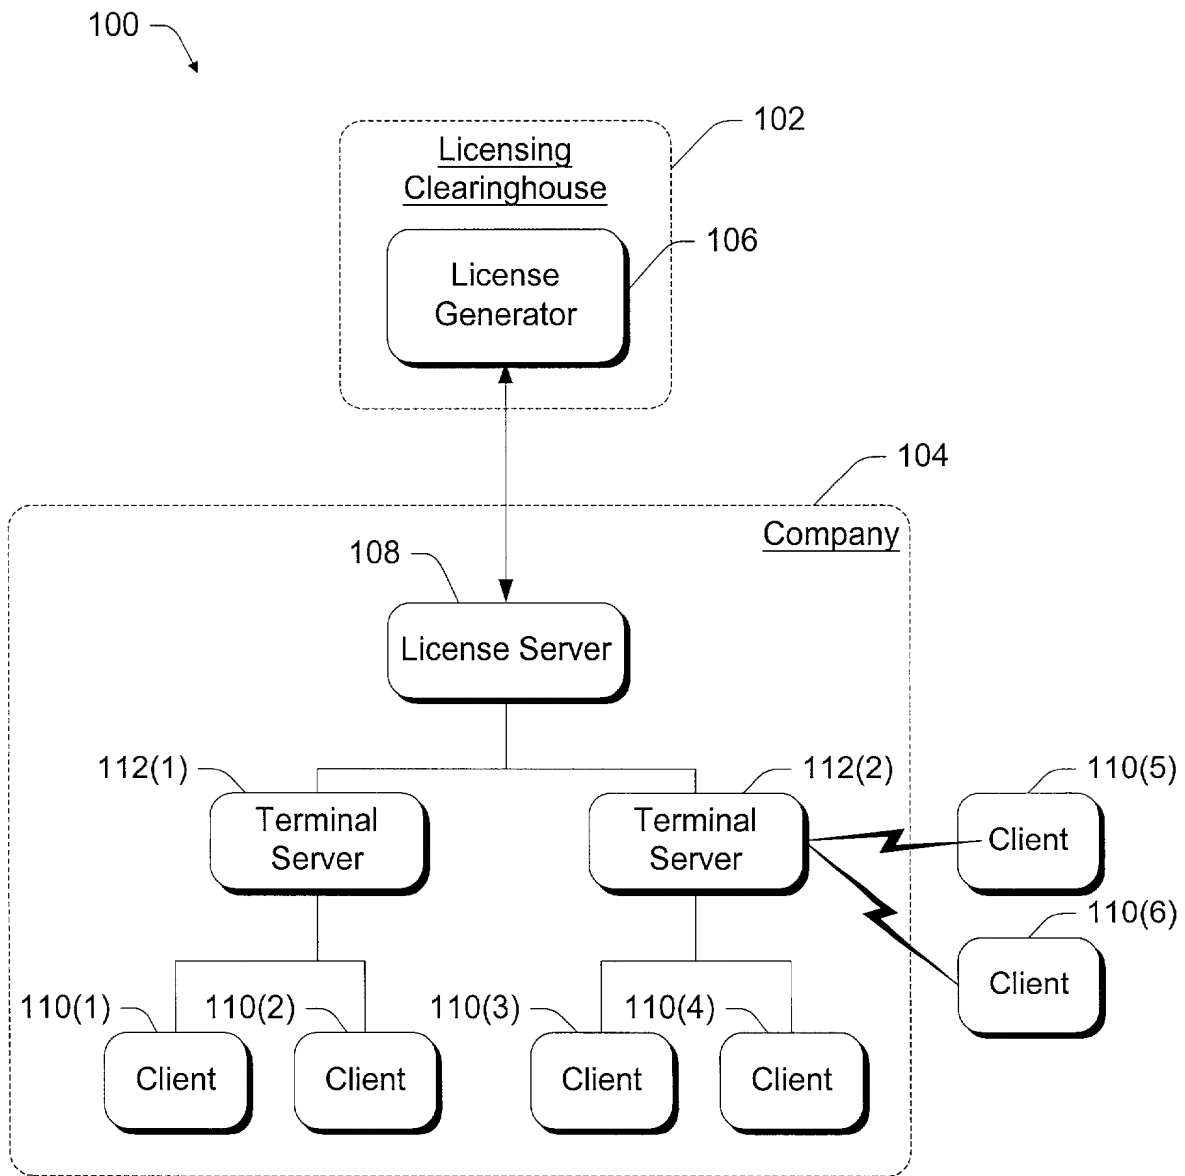 100
102
Licensing
Clearinghouse
106
License
Generator
104
Company
108
License Server
112(1)
112(2)
110(5)
Terminal
Server
Terminal
Server
Client
110(6)
Client
110(1)
110(2)
110(3)
110(4)
Client
Client
Client
Client